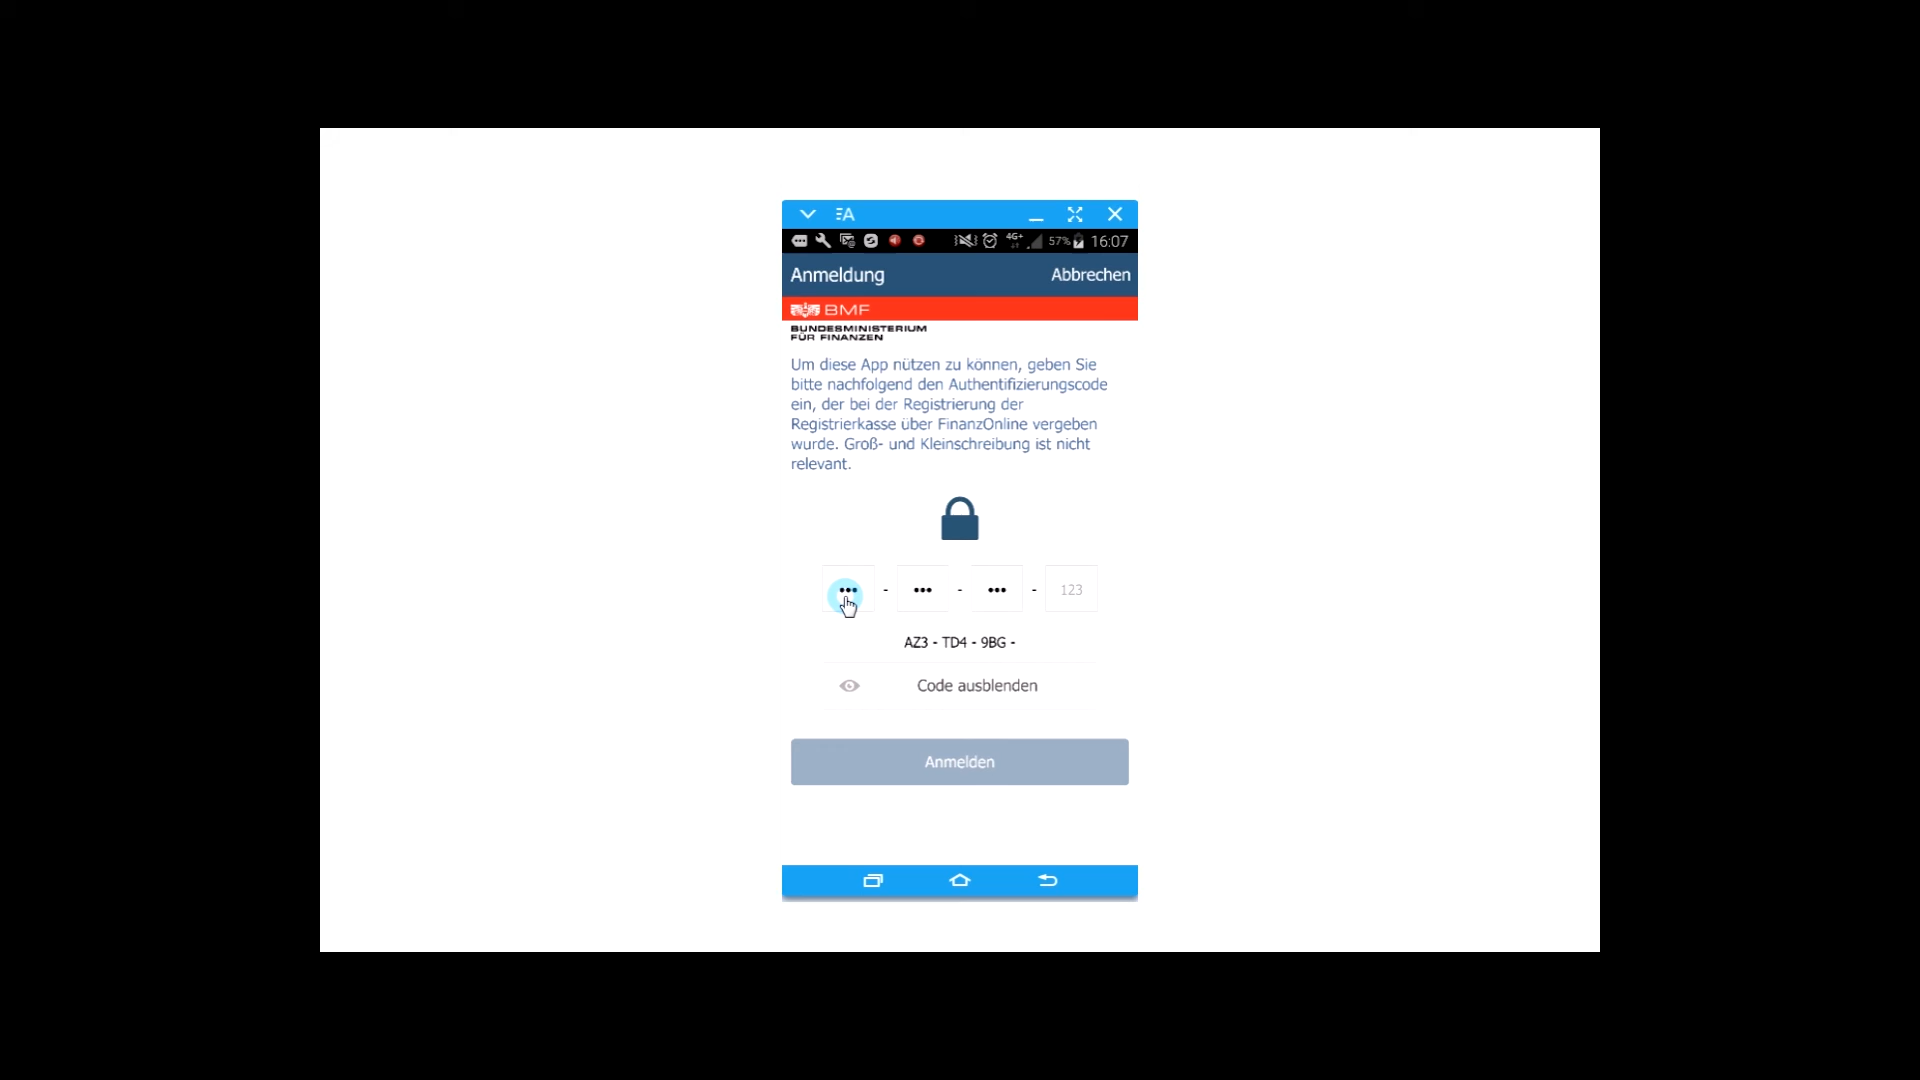 A
4G+ 57% 16:07
Anmeldung Abbrechen
BMF
BUNDESMINISTERIUM
FÜR FINANZEN
Um diese App nützen zu können, geben Sie
bitte nachfolgend den Authentifizierungscode
ein, der bei der Registrierung der
Registrierkasse über FinanzOnline vergeben
wurde. Groß- und Kleinschreibung ist nicht
relevant.
••• - ••• - ••• - 123
AZ3 - TD4 - 9BG -
Code ausblenden
Anmelden